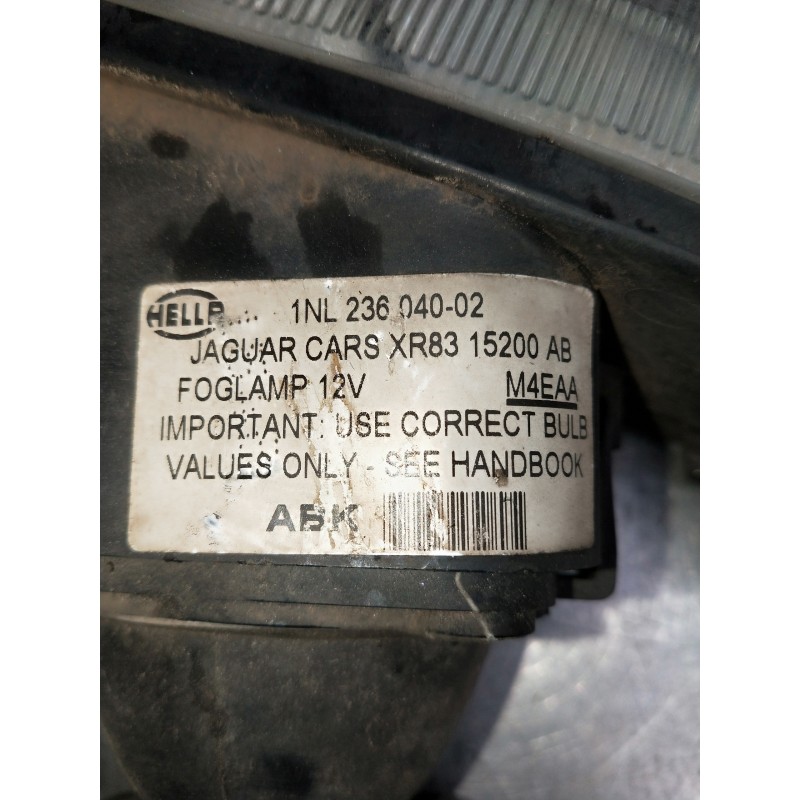 HELLA 1NL 236 040-02
JAGUAR CARS XR83 15200 AB
FOGLAMP 12V M4EAA
IMPORTANT: USE CORRECT BULB
VALUES ONLY - SEE HANDBOOK
ABK